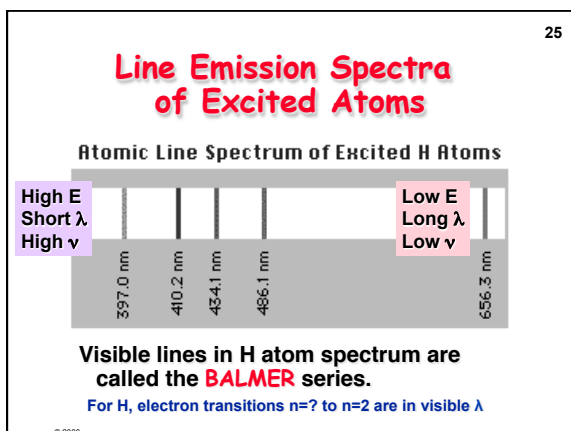 25
Line Emission Spectra
of Excited Atoms
Atomic Line Spectrum of Excited H Atoms
High E
Short λ
High ν
Low E
Long λ
Low ν
397.0 nm
410.2 nm
434.1 nm
486.1 nm
656.3 nm
Visible lines in H atom spectrum are
called the BALMER series.
For H, electron transitions n=? to n=2 are in visible λ